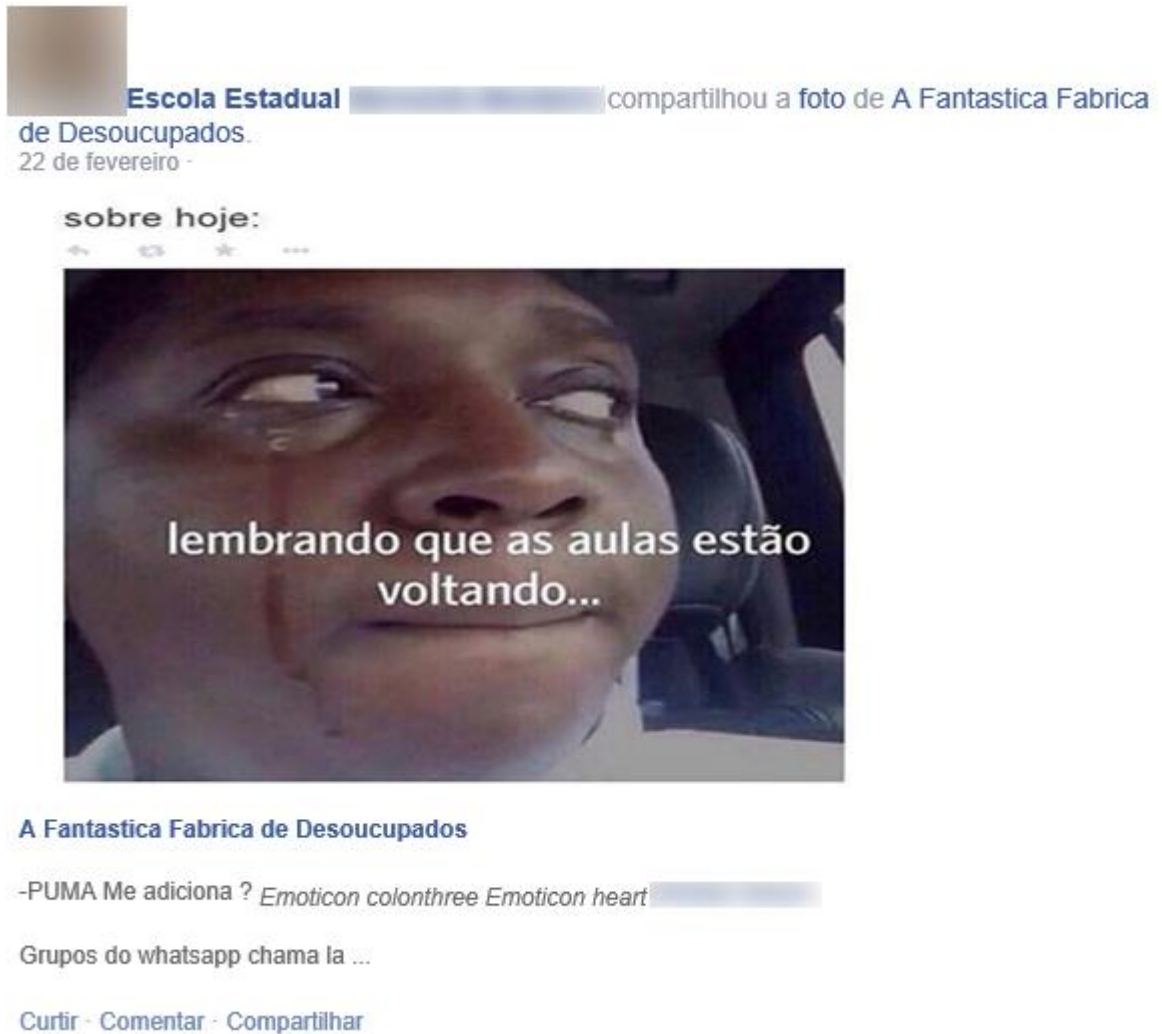 Escola Estadual compartilhou a foto de A Fantastica Fabrica
de Desoucupados.
22 de fevereiro ·
sobre hoje:
lembrando que as aulas estão
voltando...
A Fantastica Fabrica de Desoucupados
-PUMA Me adiciona ? Emoticon colonthree Emoticon heart
Grupos do whatsapp chama la ...
Curtir · Comentar · Compartilhar